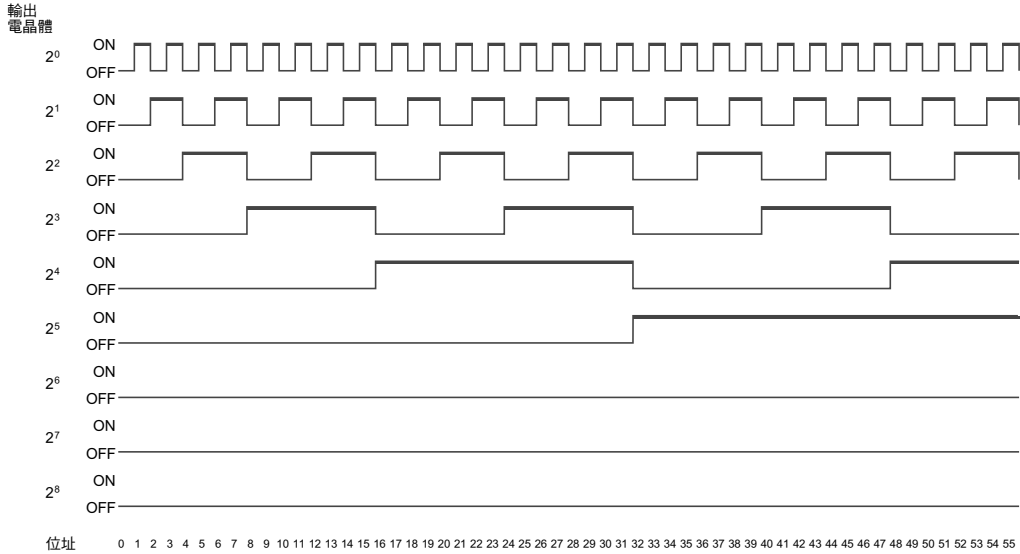 輸出
電晶體
2⁰ ON
OFF
2¹ ON
OFF
2² ON
OFF
2³ ON
OFF
2⁴ ON
OFF
2⁵ ON
OFF
2⁶ ON
OFF
2⁷ ON
OFF
2⁸ ON
OFF
位址 0 1 2 3 4 5 6 7 8 9 10 11 12 13 14 15 16 17 18 19 20 21 22 23 24 25 26 27 28 29 30 31 32 33 34 35 36 37 38 39 40 41 42 43 44 45 46 47 48 49 50 51 52 53 54 55